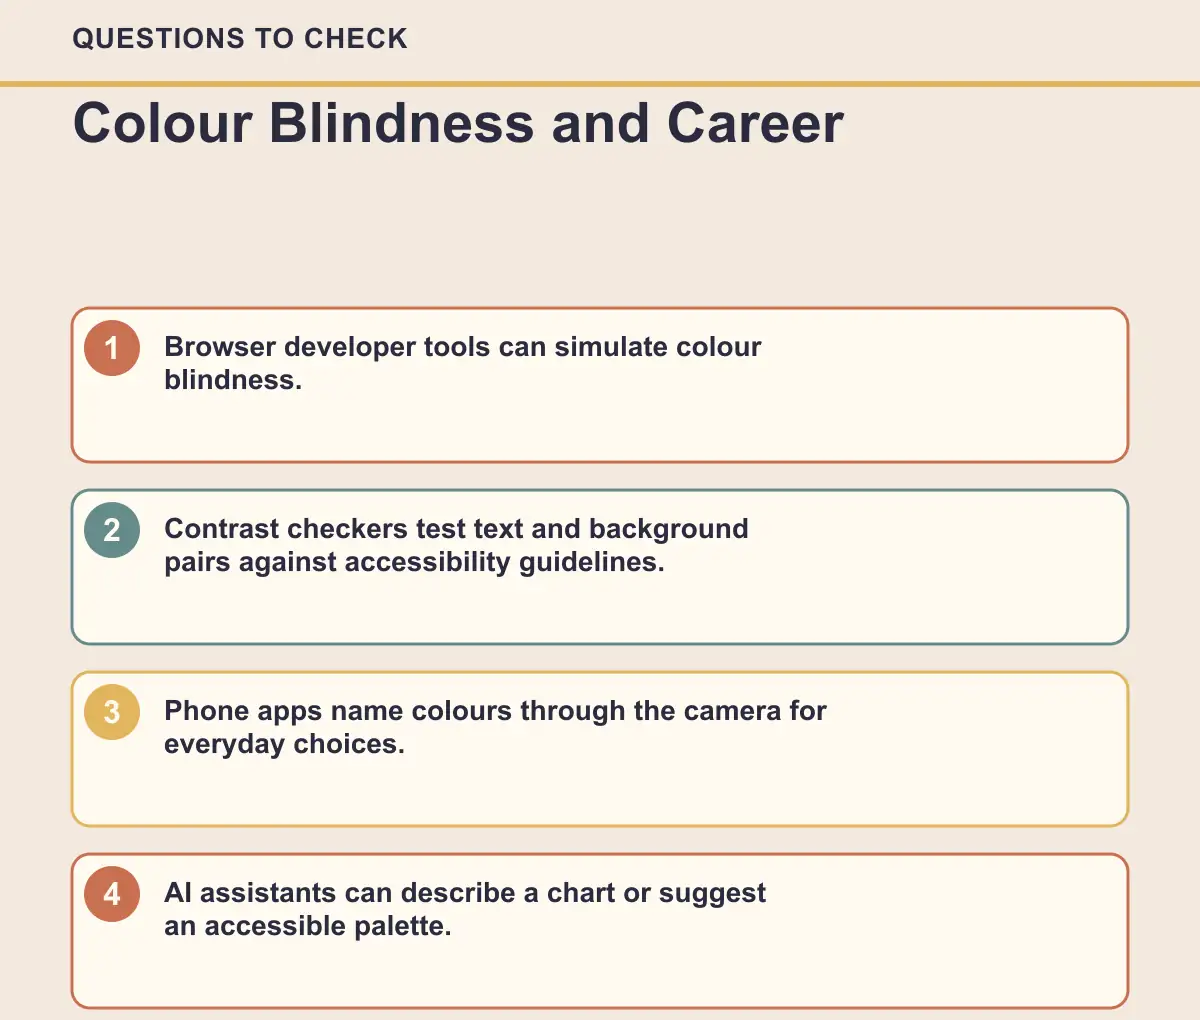 QUESTIONS TO CHECK
Colour Blindness and Career
1
Browser developer tools can simulate colour
blindness.
2
Contrast checkers test text and background
pairs against accessibility guidelines.
3
Phone apps name colours through the camera for
everyday choices.
4
AI assistants can describe a chart or suggest
an accessible palette.